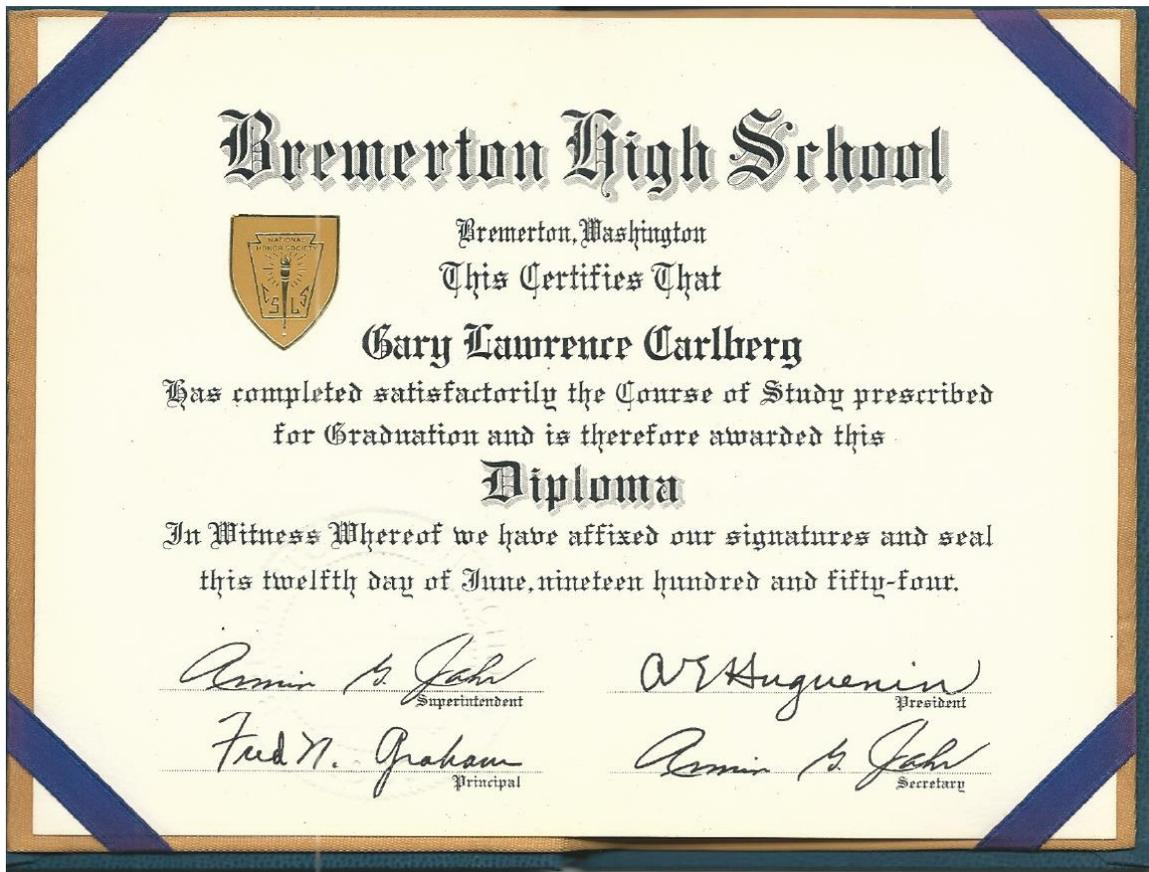 Bremerton High School
Bremerton, Washington
NATIONAL
HONOR SOCIETY
C S L S
This Certifies That
Gary Lawrence Carlberg
Has completed satisfactorily the Course of Study prescribed
for Graduation and is therefore awarded this
Diploma
In Witness Whereof we have affixed our signatures and seal
this twelfth day of June, nineteen hundred and fifty-four.
Armin G. Jahr
Superintendent
A E Huguenin
President
Fred N. Graham
Principal
Armin G. Jahr
Secretary